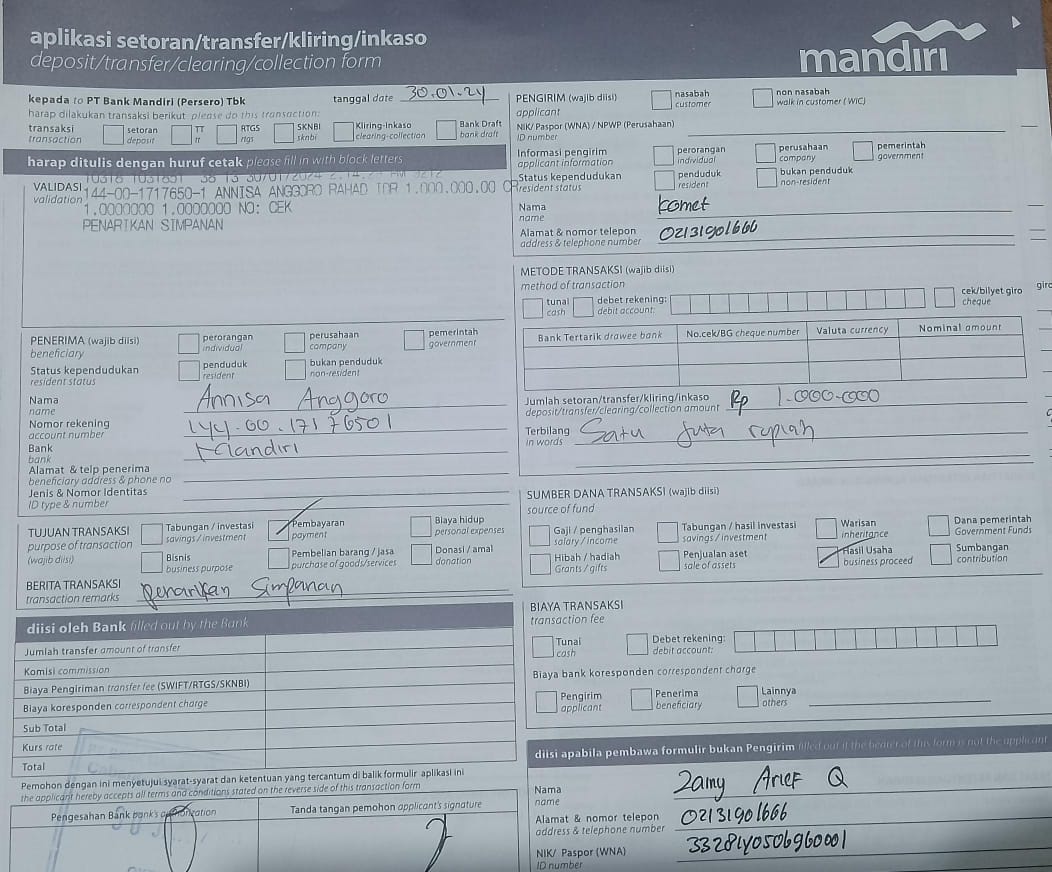 aplikasi setoran/transfer/kliring/inkaso
deposit/transfer/clearing/collection form
mandiri
kepada to PT Bank Mandiri (Persero) Tbk
tanggal date 30.01.24
harap dilakukan transaksi berikut please do this transaction:
transaksi
transaction
setoran
deposit
TT
tt
RTGS
rtgs
SKNBI
sknbi
Kliring-Inkaso
clearing-collection
Bank Draft
bank draft
harap ditulis dengan huruf cetak please fill in with block letters
VALIDASI
validation
144-00-1717650-1 ANNISA ANGGORO RAHAD IDR 1.000.000.00 CR
1.0000000 1.0000000 NO: CEK
PENARIKAN SIMPANAN
PENERIMA (wajib diisi)
beneficiary
perorangan
individual
perusahaan
company
pemerintah
government
Status kependudukan
resident status
penduduk
resident
bukan penduduk
non-resident
Nama
name
Annisa Anggoro
Nomor rekening
account number
144.00.17176501
Bank
bank
Mandiri
Alamat & telp penerima
beneficiary address & phone no
Jenis & Nomor Identitas
ID type & number
TUJUAN TRANSAKSI
purpose of transaction
(wajib diisi)
Tabungan / investasi
savings / investment
Pembayaran
payment
Biaya hidup
personal expenses
Bisnis
business purpose
Pembelian barang / jasa
purchase of goods/services
Donasi / amal
donation
BERITA TRANSAKSI
transaction remarks
penarikan simpanan
diisi oleh Bank filled out by the Bank
Jumlah transfer amount of transfer
Komisi commission
Biaya Pengiriman transfer fee (SWIFT/RTGS/SKNBI)
Biaya koresponden correspondent charge
Sub Total
Kurs rate
Total
Pemohon dengan ini menyetujui syarat-syarat dan ketentuan yang tercantum di balik formulir aplikasi ini
the applicant hereby accepts all terms and conditions stated on the reverse side of this transaction form
Pengesahan Bank bank's authorization
Tanda tangan pemohon applicant's signature
PENGIRIM (wajib diisi)
applicant
nasabah
customer
non nasabah
walk in customer (WIC)
NIK/ Paspor (WNA) / NPWP (Perusahaan)
ID number
Informasi pengirim
applicant information
perorangan
individual
perusahaan
company
pemerintah
government
Status kependudukan
resident status
penduduk
resident
bukan penduduk
non-resident
Nama
name
komet
Alamat & nomor telepon
address & telephone number
02131901666
METODE TRANSAKSI (wajib diisi)
method of transaction
tunai
cash
debet rekening:
debit account:
cek/bilyet giro
cheque
Bank Tertarik drawee bank
No.cek/BG cheque number
Valuta currency
Nominal amount
Jumlah setoran/transfer/kliring/inkaso
deposit/transfer/clearing/collection amount
Rp 1.000.000
Terbilang
in words
Satu juta rupiah
SUMBER DANA TRANSAKSI (wajib diisi)
source of fund
Gaji / penghasilan
salary / income
Tabungan / hasil investasi
savings / investment
Warisan
inheritance
Dana pemerintah
Government Funds
Hibah / hadiah
Grants / gifts
Penjualan aset
sale of assets
Hasil Usaha
business proceed
Sumbangan
contribution
BIAYA TRANSAKSI
transaction fee
Tunai
cash
Debet rekening:
debit account:
Biaya bank koresponden correspondent charge
Pengirim
applicant
Penerima
beneficiary
Lainnya
others
diisi apabila pembawa formulir bukan Pengirim filled out if the bearer of this form is not the applicant
Nama
name
Zamy Arief Q
Alamat & nomor telepon
address & telephone number
02131901666
NIK/ Paspor (WNA)
ID number
3328140506960001